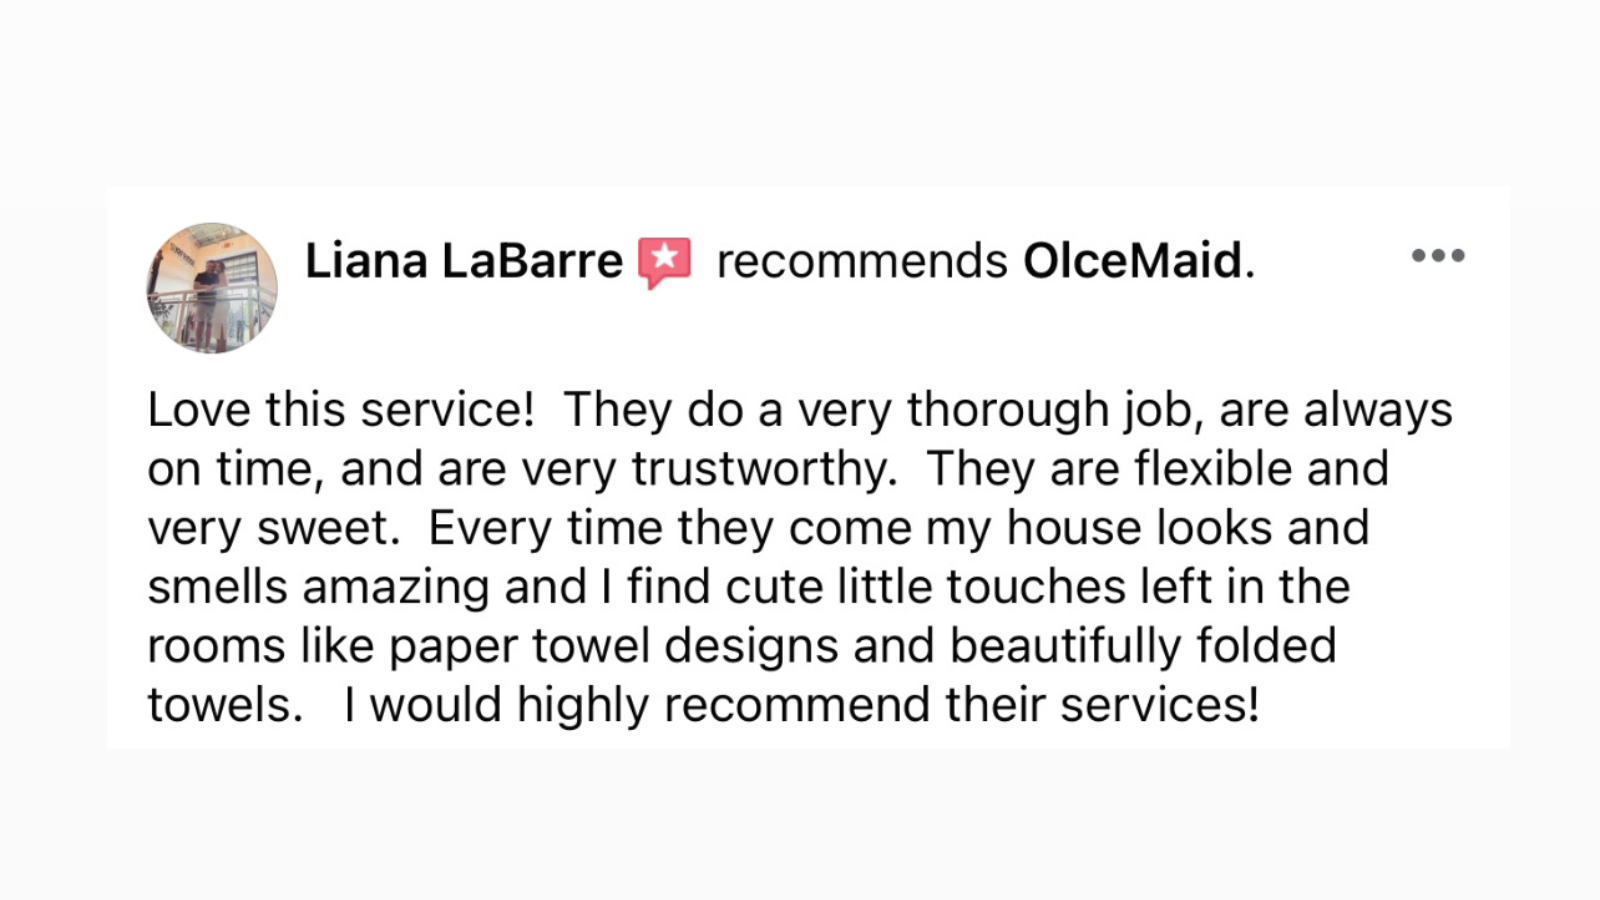 Liana LaBarre recommends OlceMaid.
Love this service!  They do a very thorough job, are always
on time, and are very trustworthy.  They are flexible and
very sweet.  Every time they come my house looks and
smells amazing and I find cute little touches left in the
rooms like paper towel designs and beautifully folded
towels.   I would highly recommend their services!